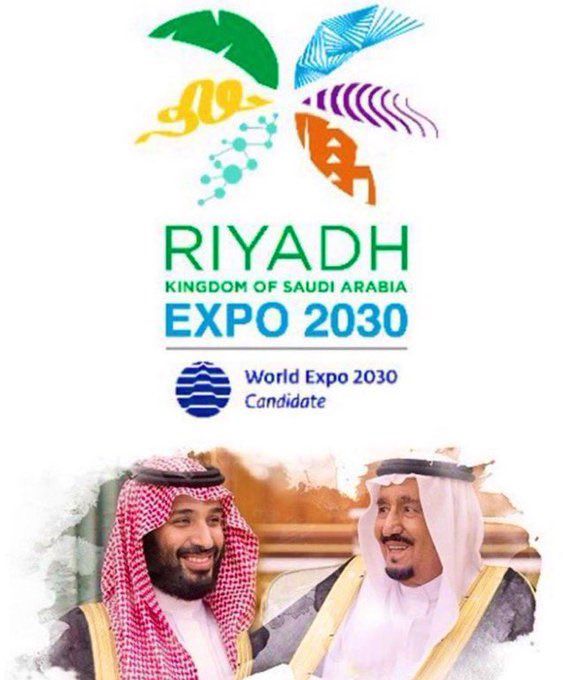 RIYADH
KINGDOM OF SAUDI ARABIA
EXPO 2030
World Expo 2030
Candidate